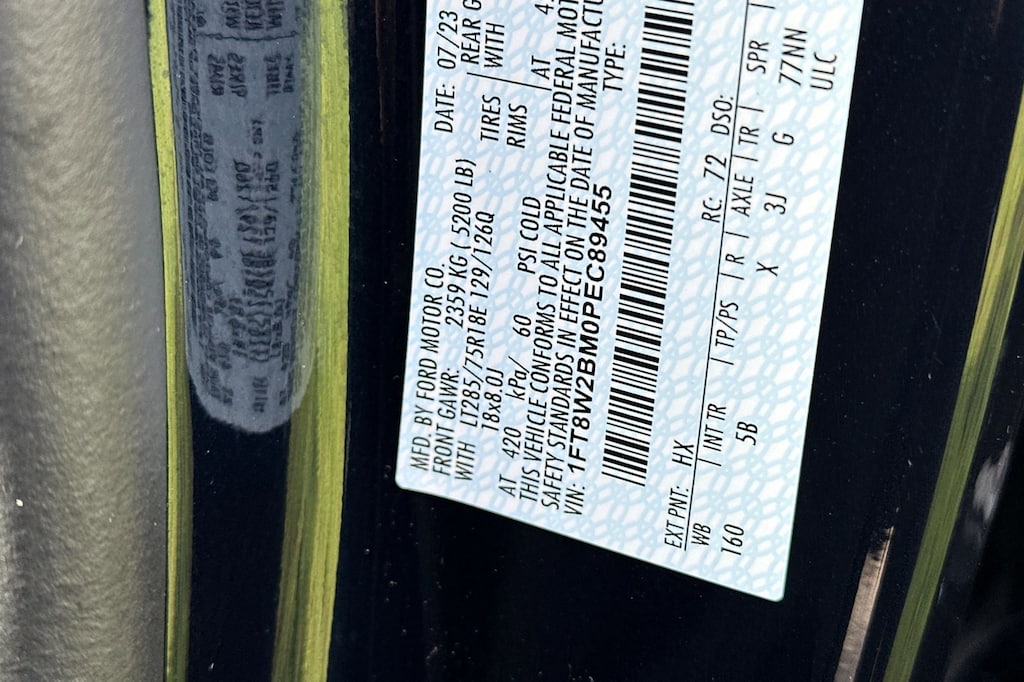 MFD. BY FORD MOTOR CO.
DATE: 07/23
FRONT GAWR: 2359 KG ( 5200 LB)
REAR G
WITH LT285/75R18E 129/126Q
TIRES
WITH
18x8.0J
RIMS
AT 420 kPa/ 60 PSI COLD
AT 4
THIS VEHICLE CONFORMS TO ALL APPLICABLE FEDERAL MOT
SAFETY STANDARDS IN EFFECT ON THE DATE OF MANUFACTU
VIN: 1FT8W2BM0PEC89455
TYPE:
EXT PNT: HX
RC: 72 DSO:
WB | INT TR | TP/PS | R | AXLE | TR | SPR
160 5B X 3J G 77NN
ULC